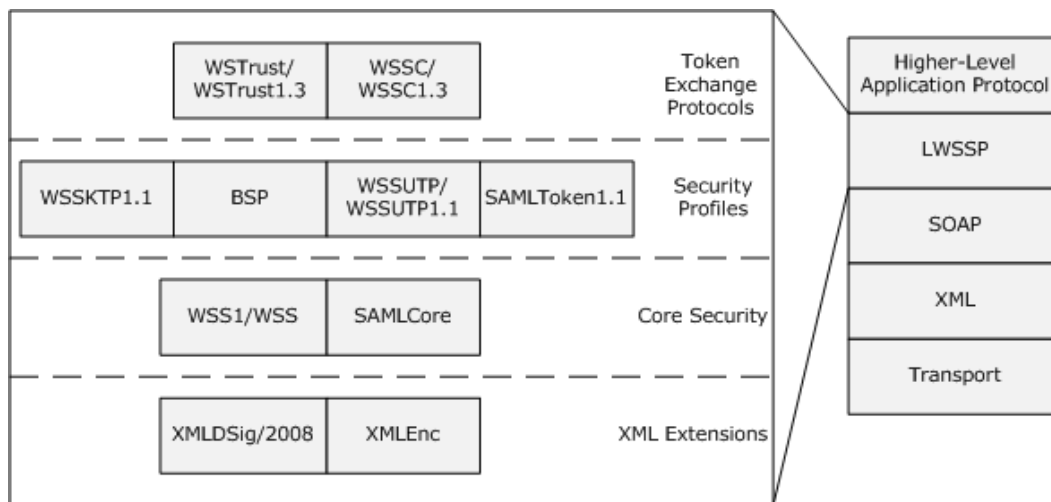 WSTrust/
WSTrust1.3
WSSC/
WSSC1.3
Token
Exchange
Protocols
WSSKTP1.1
BSP
WSSUTP/
WSSUTP1.1
SAMLToken1.1
Security
Profiles
WSS1/WSS
SAMLCore
Core Security
XMLDSig/2008
XMLEnc
XML Extensions
Higher-Level
Application Protocol
LWSSP
SOAP
XML
Transport